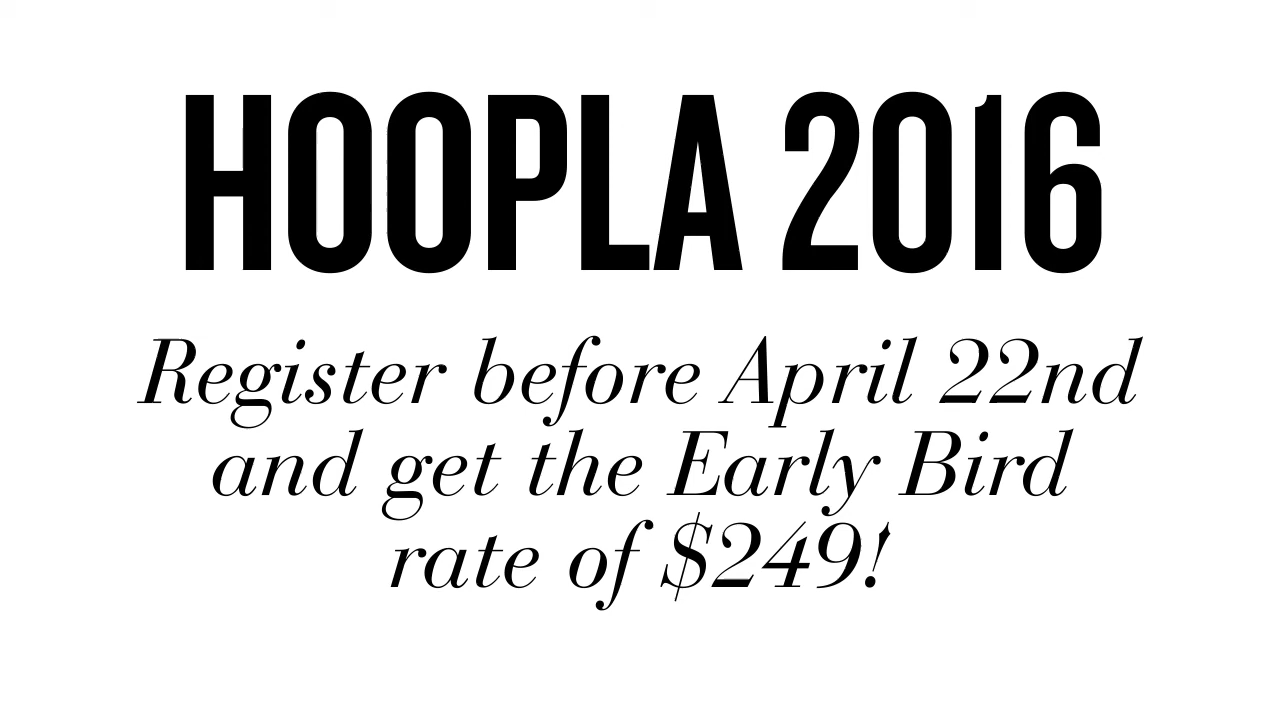 HOOPLA 2016
Register before April 22nd
and get the Early Bird
rate of $249!